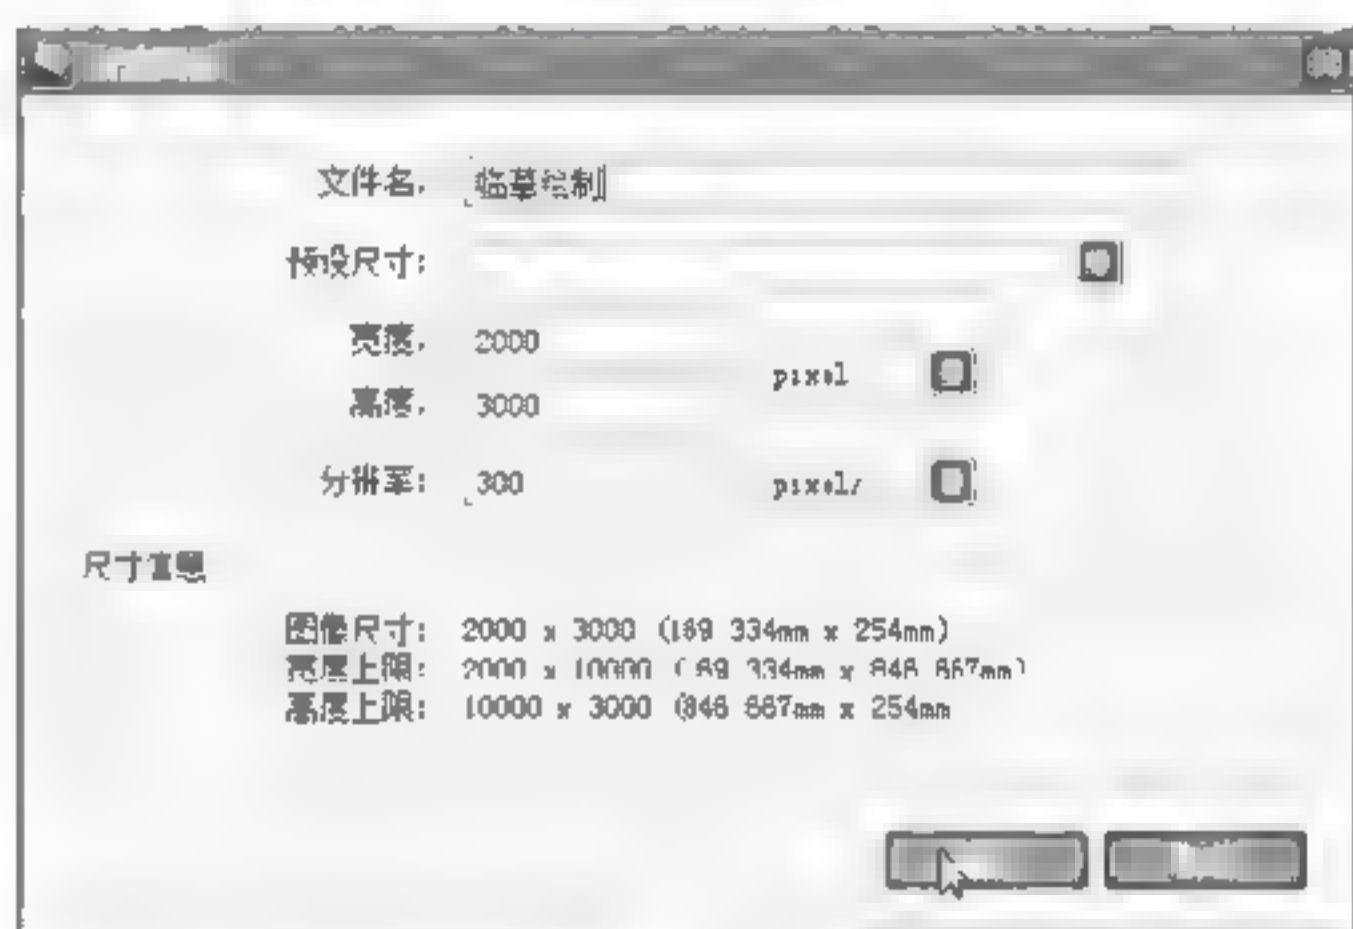 文件名:
临摹绘制
预设尺寸:
宽度: 2000
高度: 3000
pixel
分辨率: 300 pixel/
尺寸信息
图像尺寸: 2000 x 3000 (169.334mm x 254mm)
宽度上限: 2000 x 10000 (169.334mm x 846.667mm)
高度上限: 10000 x 3000 (846.667mm x 254mm